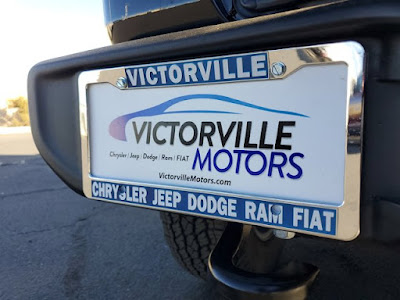 VICTORVILLE
VICTORVILLE
Chrysler | Jeep | Dodge | Ram | FIAT
MOTORS
VictorvilleMotors.com
CHRYSLER JEEP DODGE RAM FIAT